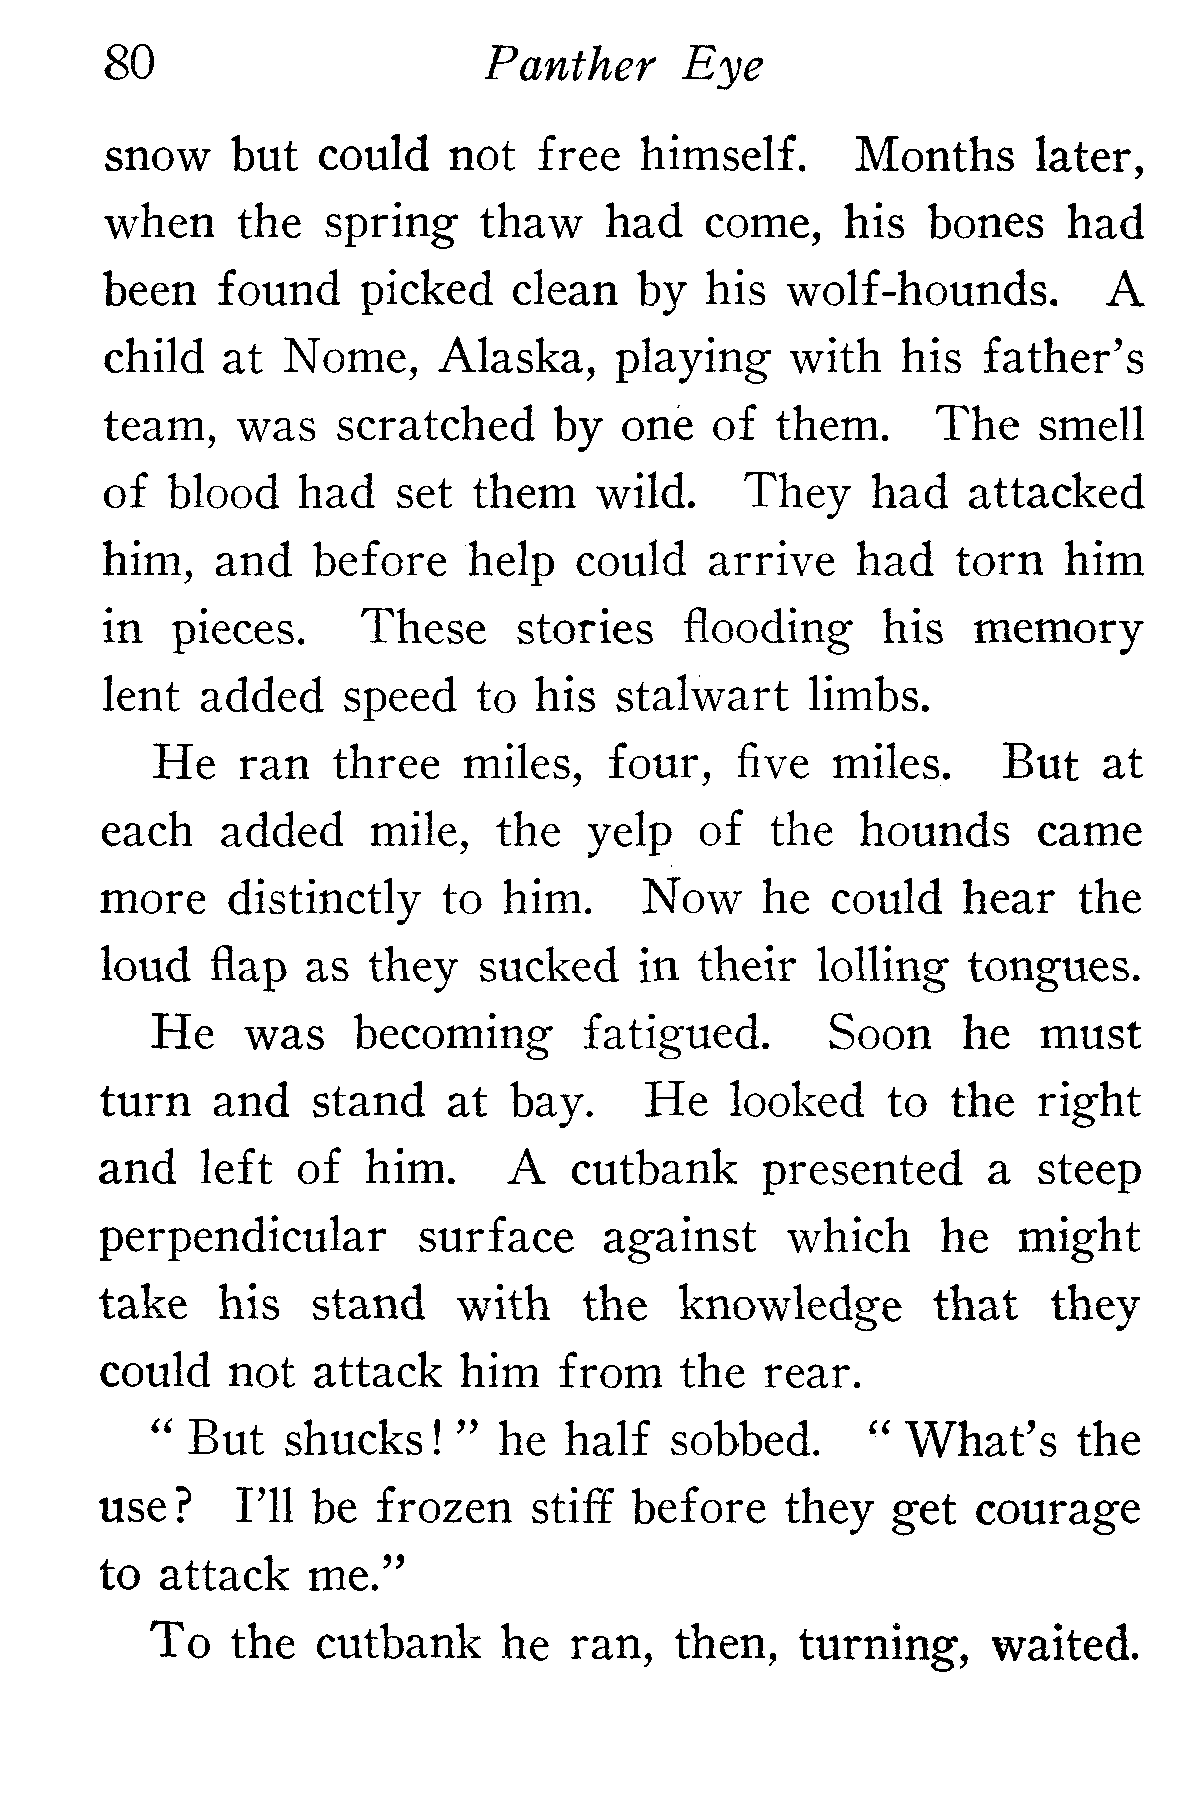 80 Panther Eye
snow but could not free himself. Months later,
when the spring thaw had come, his bones had
been found picked clean by his wolf-hounds. A
child at Nome, Alaska, playing with his father's
team, was scratched by one of them. The smell
of blood had set them wild. They had attacked
him, and before help could arrive had torn him
in pieces. These stories flooding his memory
lent added speed to his stalwart limbs.
He ran three miles, four, five miles. But at
each added mile, the yelp of the hounds came
more distinctly to him. Now he could hear the
loud flap as they sucked in their lolling tongues.
He was becoming fatigued. Soon he must
turn and stand at bay. He looked to the right
and left of him. A cutbank presented a steep
perpendicular surface against which he might
take his stand with the knowledge that they
could not attack him from the rear.
" But shucks! " he half sobbed. " What's the
use? I'll be frozen stiff before they get courage
to attack me."
To the cutbank he ran, then, turning, waited.